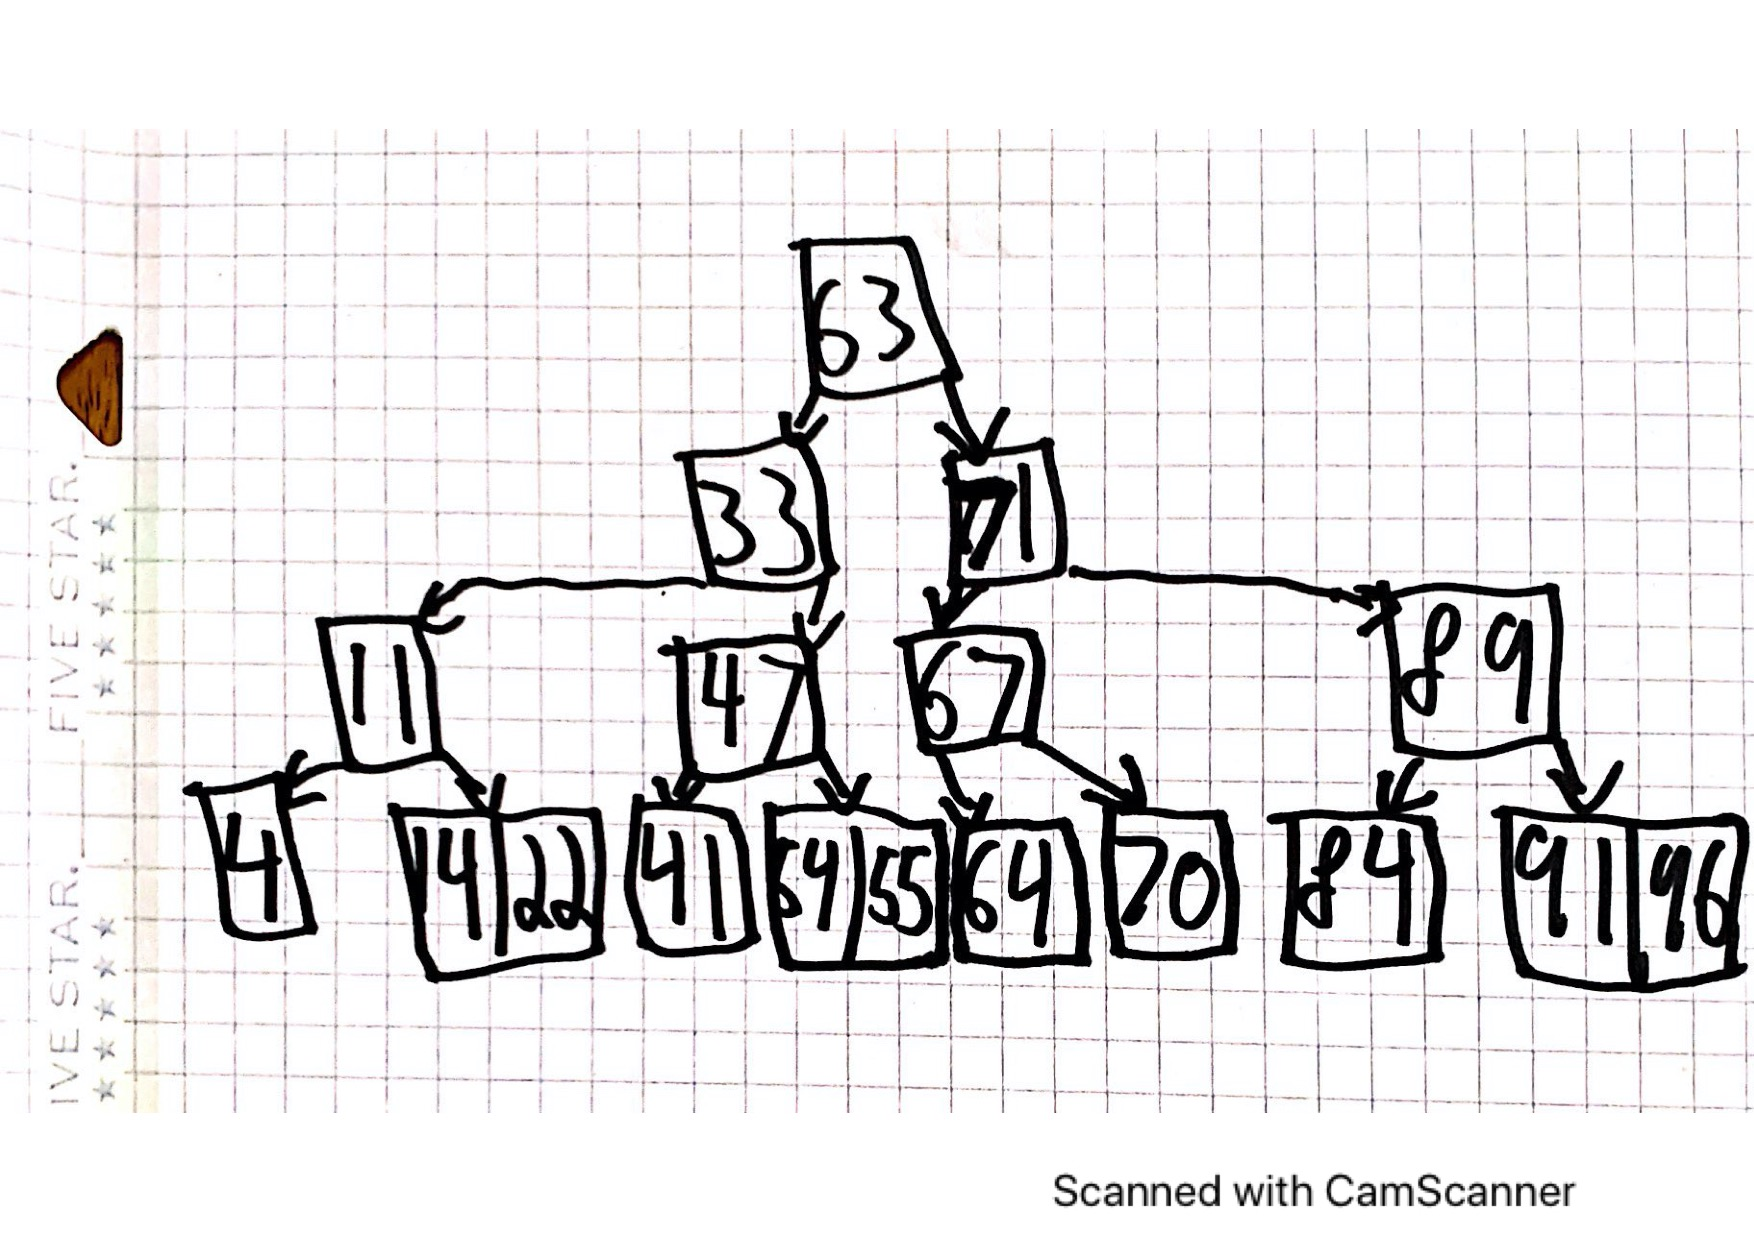 63
33 71
11 47 67 89
4 14 22 41 54 55 64 70 84 91 96
FIVE STAR.
IVE STAR.
Scanned with CamScanner